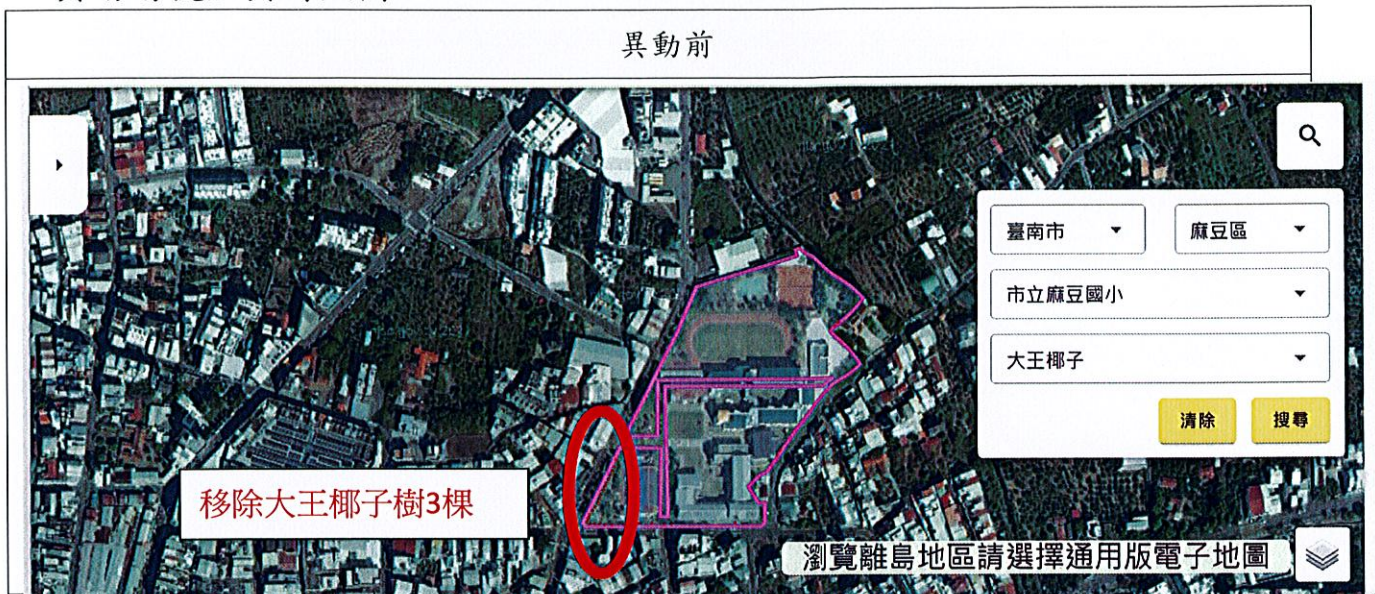 異動前
臺南市
麻豆區
市立麻豆國小
大王椰子
清除
搜尋
移除大王椰子樹3棵
瀏覽離島地區請選擇通用版電子地圖